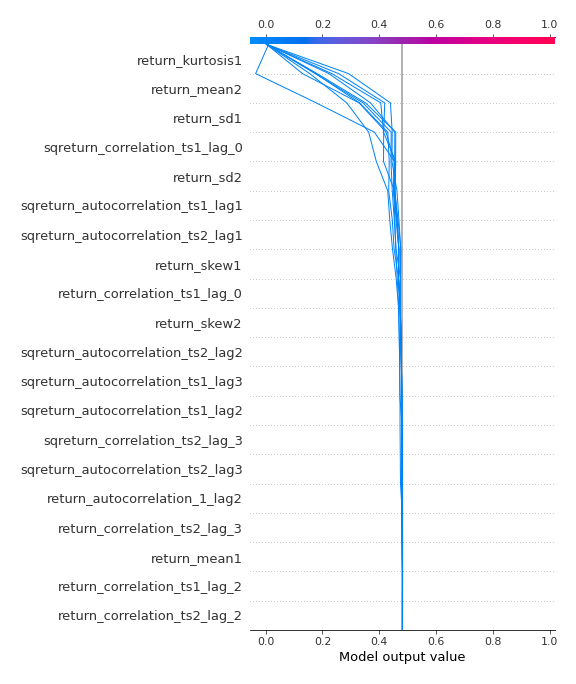 0.0 0.2 0.4 0.6 0.8 1.0
return_kurtosis1
return_mean2
return_sd1
sqreturn_correlation_ts1_lag_0
return_sd2
sqreturn_autocorrelation_ts1_lag1
sqreturn_autocorrelation_ts2_lag1
return_skew1
return_correlation_ts1_lag_0
return_skew2
sqreturn_autocorrelation_ts2_lag2
sqreturn_autocorrelation_ts1_lag3
sqreturn_autocorrelation_ts1_lag2
sqreturn_correlation_ts2_lag_3
sqreturn_autocorrelation_ts2_lag3
return_autocorrelation_1_lag2
return_correlation_ts2_lag_3
return_mean1
return_correlation_ts1_lag_2
return_correlation_ts2_lag_2
0.0 0.2 0.4 0.6 0.8 1.0
Model output value